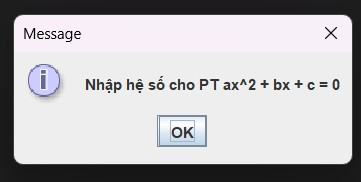 Message
Nhập hệ số cho PT ax^2 + bx + c = 0
OK